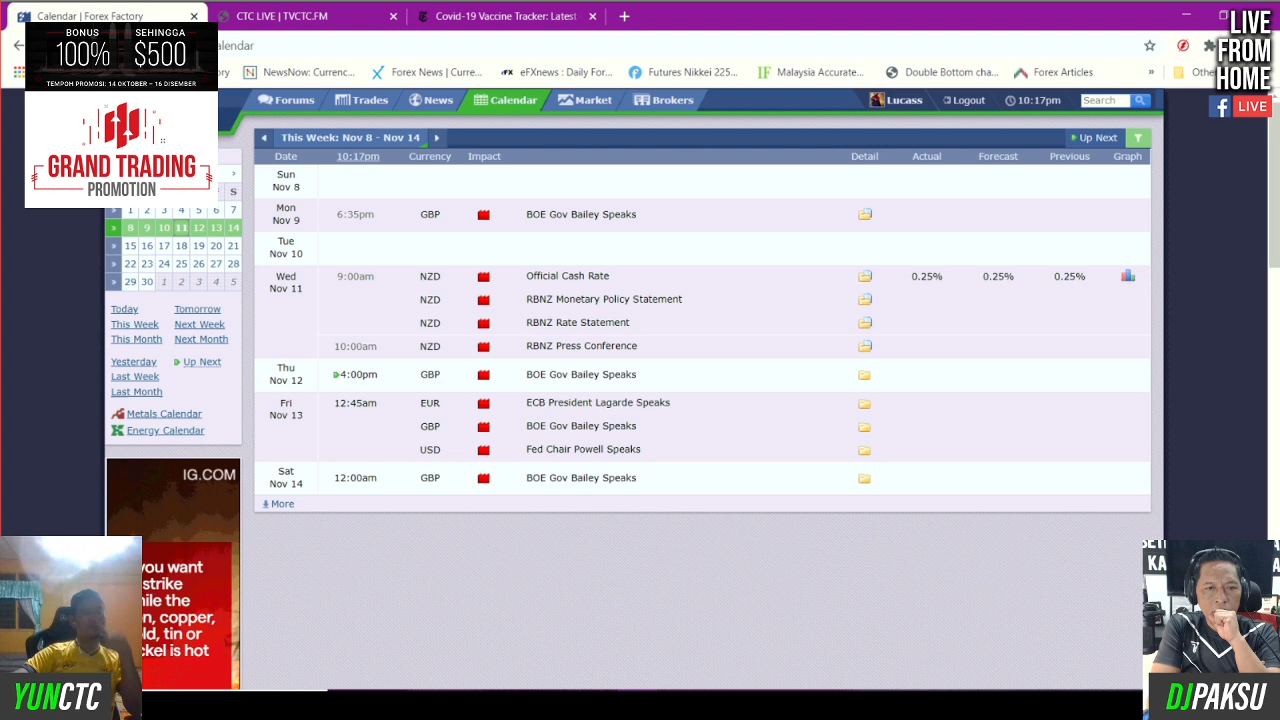 CTC LIVE | TVCTC.FM
Covid-19 Vaccine Tracker: Latest
LIVE
FROM
HOME
LIVE
BONUS SEHINGGA
100% $500
TEMPOH PROMOSI: 14 OKTOBER – 16 DISEMBER
GRAND TRADING
PROMOTION
alendar
tory
NewsNow: Currenc...
Forex News | Curre...
eFXnews : Daily For...
Futures Nikkei 225...
Malaysia Accurate...
Double Bottom cha...
Forex Articles
»
Forums Trades News Calendar Market Brokers Lucass Logout 10:17pm Search
This Week: Nov 8 - Nov 14 Up Next
Date 10:17pm Currency Impact Detail Actual Forecast Previous Graph
Sun
Nov 8
Mon
Nov 9 6:35pm GBP BOE Gov Bailey Speaks
Tue
Nov 10
Wed
Nov 11 9:00am NZD Official Cash Rate 0.25% 0.25% 0.25%
NZD RBNZ Monetary Policy Statement
NZD RBNZ Rate Statement
10:00am NZD RBNZ Press Conference
Thu
Nov 12 4:00pm GBP BOE Gov Bailey Speaks
Fri
Nov 13 12:45am EUR ECB President Lagarde Speaks
GBP BOE Gov Bailey Speaks
USD Fed Chair Powell Speaks
Sat
Nov 14 12:00am GBP BOE Gov Bailey Speaks
More
S
» 1 2 3 4 5 6 7
» 8 9 10 11 12 13 14
» 15 16 17 18 19 20 21
» 22 23 24 25 26 27 28
» 29 30 1 2 3 4 5
Today Tomorrow
This Week Next Week
This Month Next Month
Yesterday Up Next
Last Week
Last Month
Metals Calendar
Energy Calendar
IG.COM
you want
strike
hile the
n, copper,
ld, tin or
ckel is hot
YUNCTC
DJPAKSU